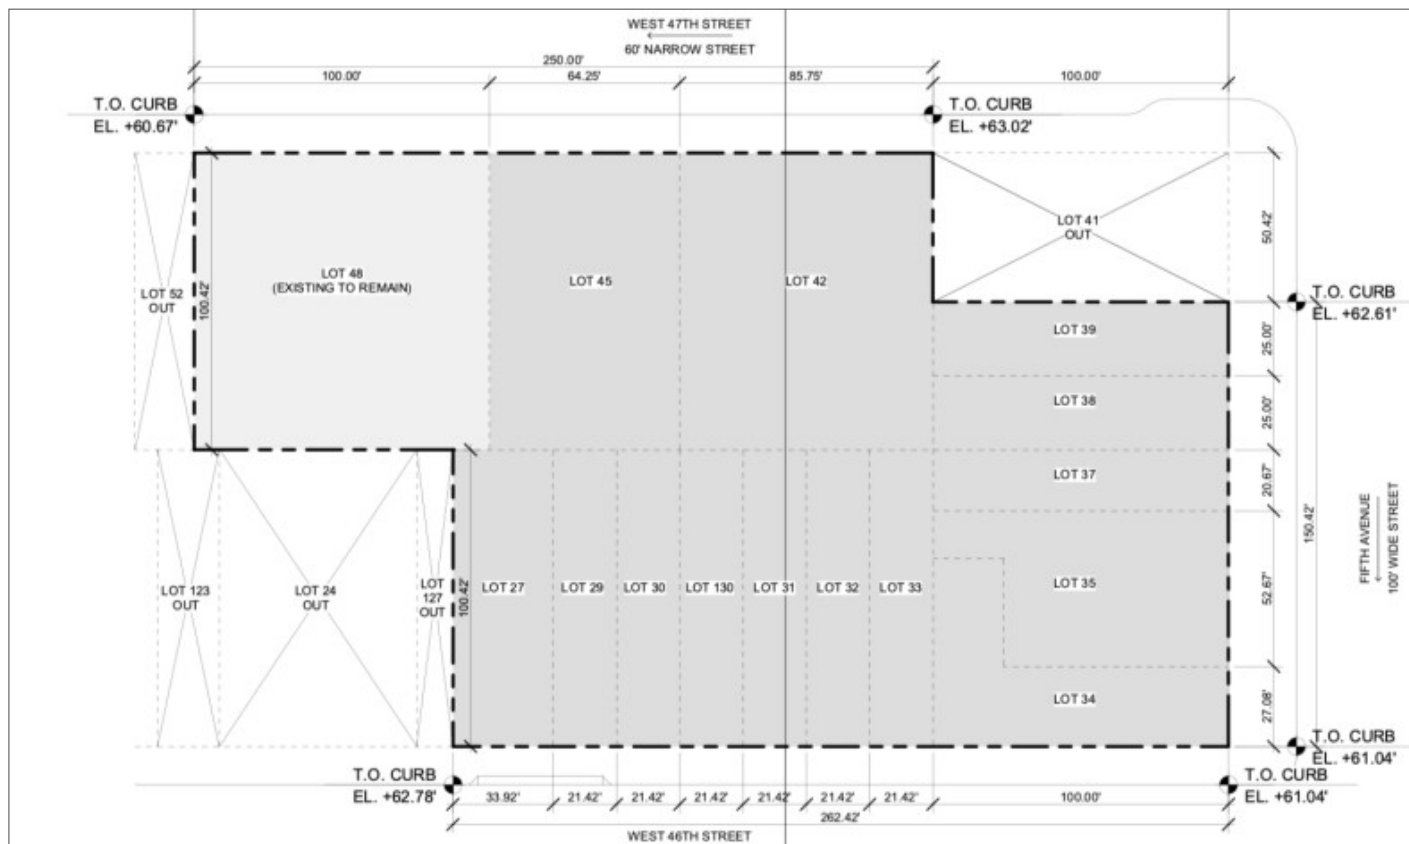 WEST 47TH STREET
60' NARROW STREET
250.00'
100.00'
64.25'
85.75'
100.00'
T.O. CURB
EL. +60.67'
T.O. CURB
EL. +63.02'
LOT 52
OUT
100.42'
LOT 48
(EXISTING TO REMAIN)
LOT 45
LOT 42
LOT 41
OUT
50.42'
T.O. CURB
EL. +62.61'
LOT 39
25.00'
LOT 38
25.00'
LOT 37
20.67'
LOT 123
OUT
LOT 24
OUT
LOT
127
OUT
100.42'
LOT 27
LOT 29
LOT 30
LOT 130
LOT 31
LOT 32
LOT 33
LOT 35
52.67'
150.42'
FIFTH AVENUE
100' WIDE STREET
LOT 34
27.08'
T.O. CURB
EL. +61.04'
T.O. CURB
EL. +62.78'
T.O. CURB
EL. +61.04'
33.92'
21.42'
21.42'
21.42'
21.42'
21.42'
21.42'
100.00'
262.42'
WEST 46TH STREET